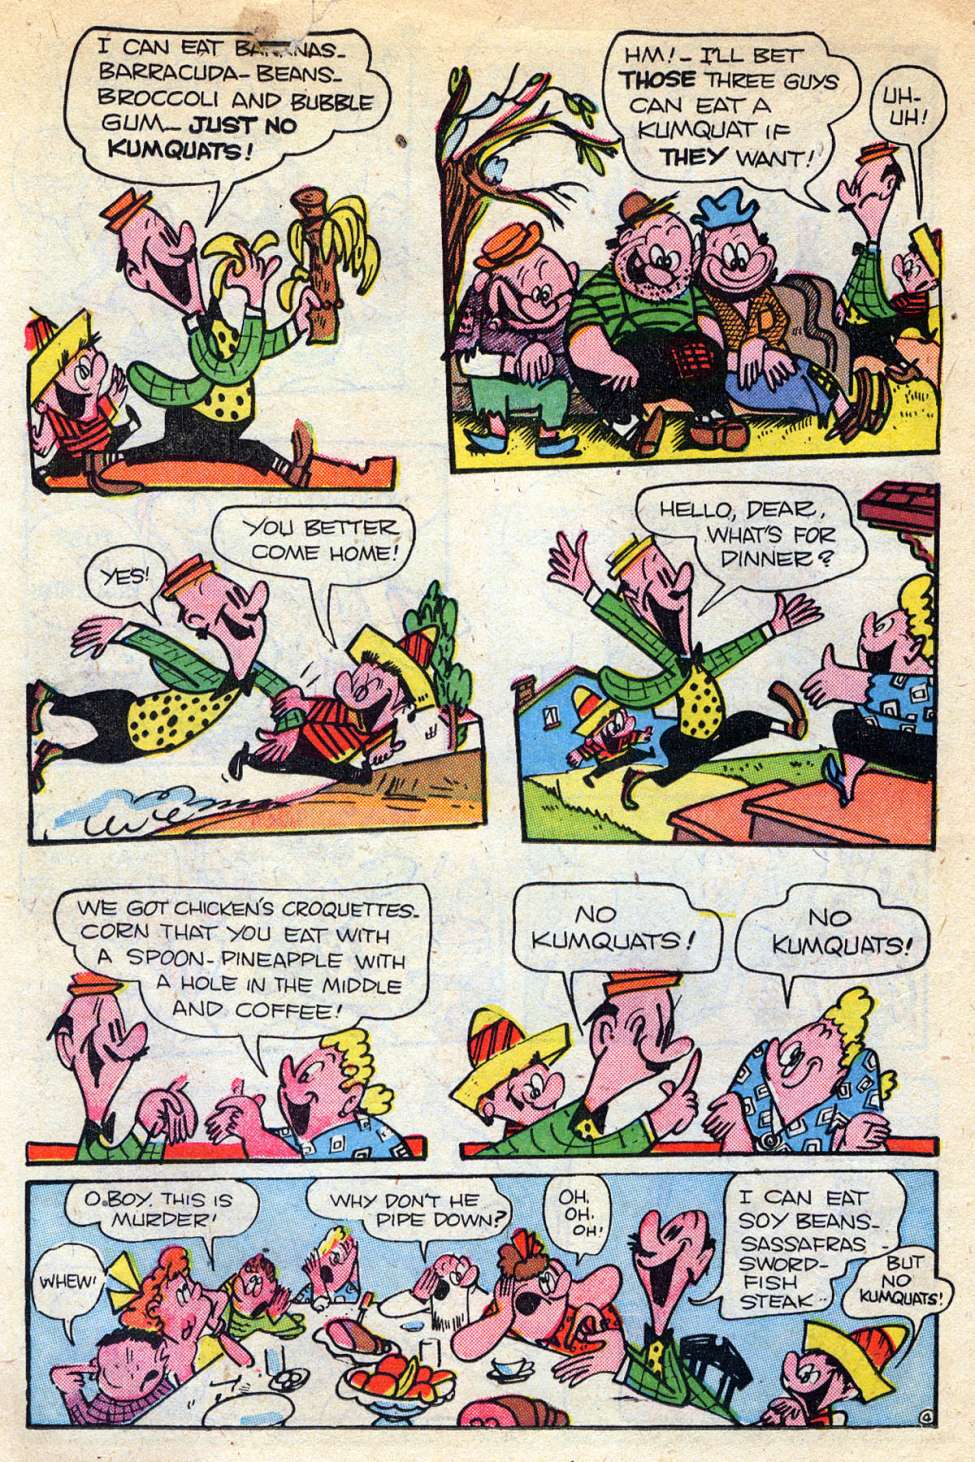 I CAN EAT BANANAS-
BARRACUDA- BEANS-
BROCCOLI AND BUBBLE
GUM- JUST NO
KUMQUATS!
HM!- I'LL BET
THOSE THREE GUYS
CAN EAT A
KUMQUAT IF
THEY WANT!
UH-
UH!
YES!
YOU BETTER
COME HOME!
HELLO, DEAR,
WHAT'S FOR
DINNER?
WE GOT CHICKEN'S CROQUETTES-
CORN THAT YOU EAT WITH
A SPOON- PINEAPPLE WITH
A HOLE IN THE MIDDLE
AND COFFEE!
NO
KUMQUATS!
NO
KUMQUATS!
WHEW!
O.BOY. THIS IS
MURDER!
WHY DON'T HE
PIPE DOWN?
OH,
OH,
OH!
I CAN EAT
SOY BEANS-
SASSAFRAS
SWORD-
FISH
STEAK--
BUT
NO
KUMQUATS!
4